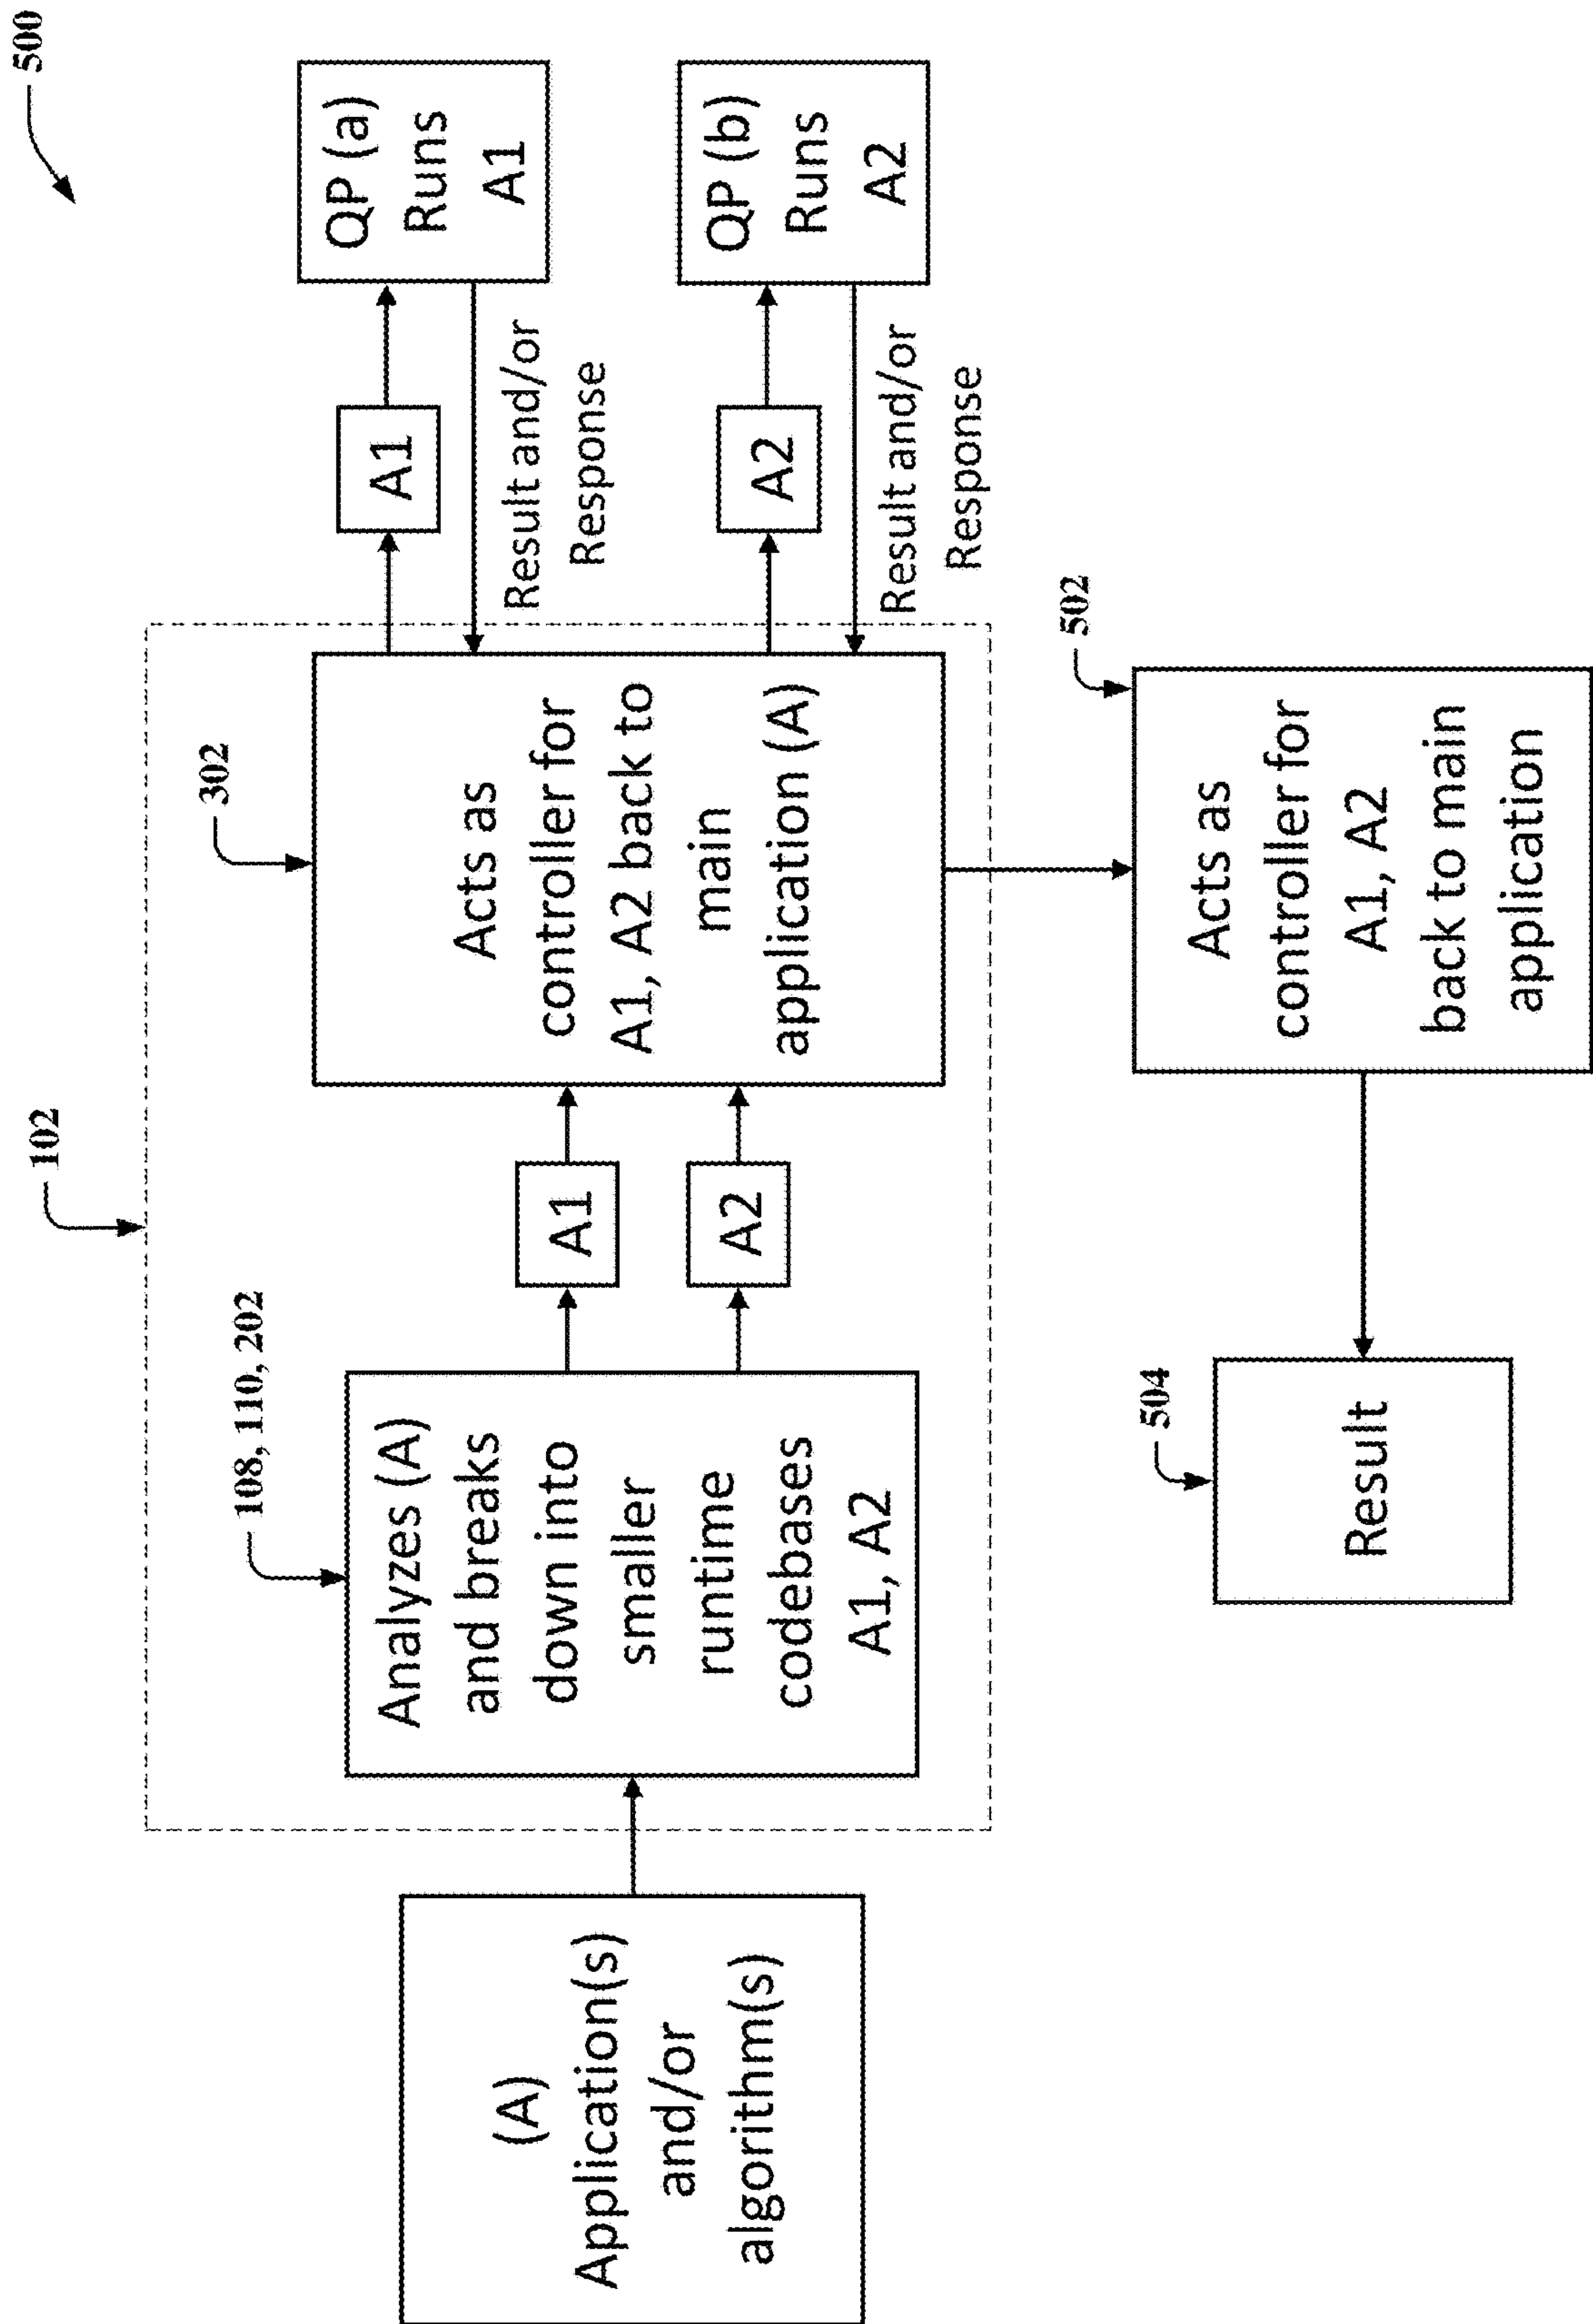 500
102
302
108, 110, 202
(A)
Application(s)
and/or
algorithm(s)
Analyzes (A)
and breaks
down into
smaller
runtime
codebases
A1, A2
A1
A2
Acts as
controller for
A1, A2 back to
main
application (A)
A1
QP (a)
Runs
A1
Result and/or
Response
A2
QP (b)
Runs
A2
Result and/or
Response
504
Result
502
Acts as
controller for
A1, A2
back to main
application